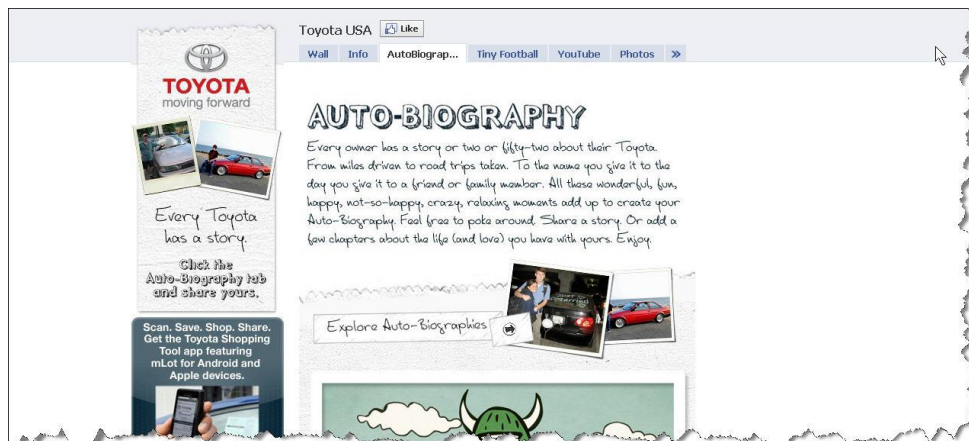 Toyota USA Like
Wall Info AutoBiograp... Tiny Football YouTube Photos »
TOYOTA
moving forward
Every Toyota
has a story.
Click the
Auto-Biography tab
and share yours.
Scan. Save. Shop. Share.
Get the Toyota Shopping
Tool app featuring
mLot for Android and
Apple devices.
AUTO-BIOGRAPHY
Every owner has a story or two or fifty-two about their Toyota.
From miles driven to road trips taken. To the name you give it to the
day you give it to a friend or family member. All these wonderful, fun,
happy, not-so-happy, crazy, relaxing moments add up to create your
Auto-Biography. Feel free to poke around. Share a story. Or add a
few chapters about the life (and love) you have with yours. Enjoy.
Explore Auto-Biographies